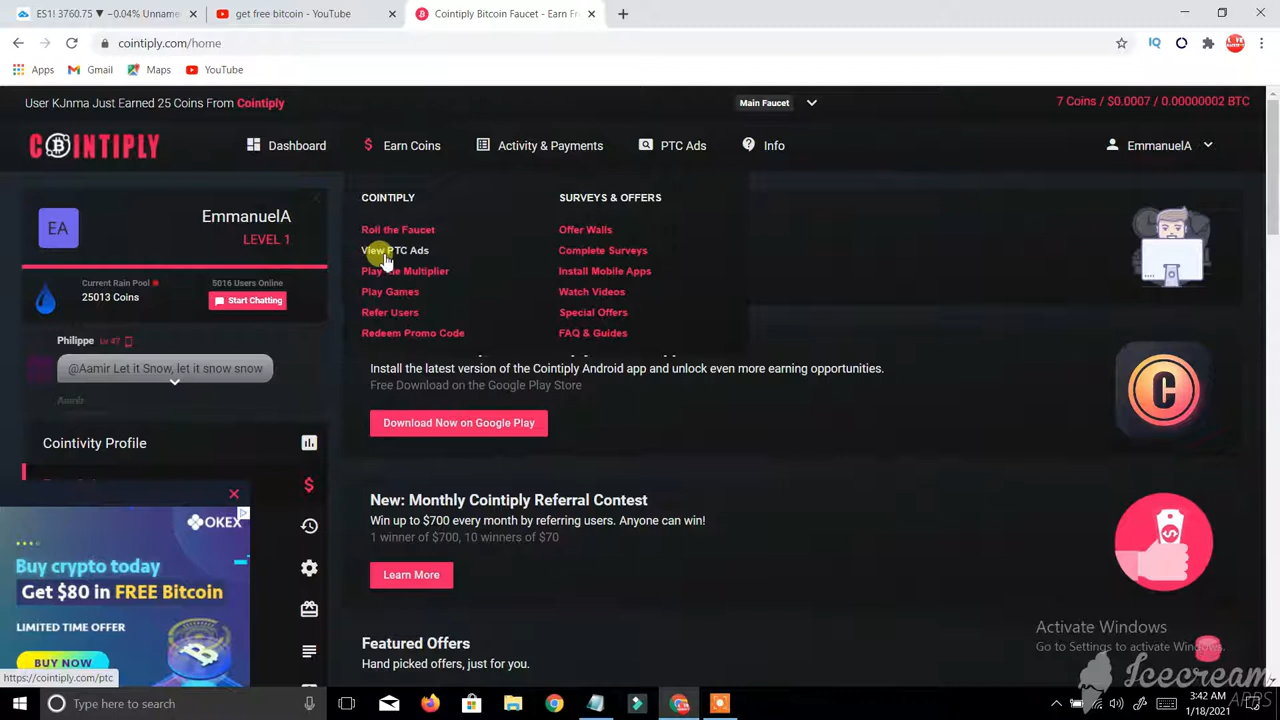 ES1! 3760.75 ▼ −0.04% Unname
get free bitcoin - YouTube
Cointiply Bitcoin Faucet - Earn Fr
cointiply.com/home
Apps
Gmail
Maps
YouTube
User KJnma Just Earned 25 Coins From Cointiply
Main Faucet
7 Coins / $0.0007 / 0.00000002 BTC
COINTIPLY
Dashboard
Earn Coins
Activity & Payments
PTC Ads
Info
EmmanuelA
EA
EmmanuelA
LEVEL 1
Current Rain Pool
25013 Coins
5016 Users Online
Start Chatting
Philippe Lv 47
@Aamir Let it Snow, let it snow snow
Cointivity Profile
COINTIPLY
Roll the Faucet
View PTC Ads
Play the Multiplier
Play Games
Refer Users
Redeem Promo Code
SURVEYS & OFFERS
Offer Walls
Complete Surveys
Install Mobile Apps
Watch Videos
Special Offers
FAQ & Guides
Install the latest version of the Cointiply Android app and unlock even more earning opportunities.
Free Download on the Google Play Store
Download Now on Google Play
New: Monthly Cointiply Referral Contest
Win up to $700 every month by referring users. Anyone can win!
1 winner of $700, 10 winners of $70
Learn More
Featured Offers
Hand picked offers, just for you.
OKEX
Buy crypto today
Get $80 in FREE Bitcoin
LIMITED TIME OFFER
BUY NOW
https://cointiply.com/ptc
Activate Windows
Go to Settings to activate Windows.
Icecream
APPS
Type here to search
3:42 AM
1/18/2021